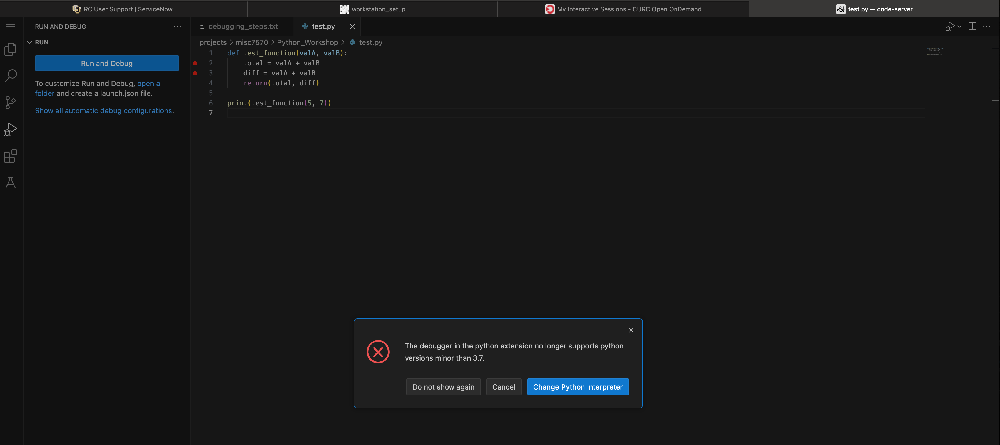 RC User Support | ServiceNow
workstation_setup
My Interactive Sessions - CURC Open OnDemand
test.py — code-server
RUN AND DEBUG
RUN
Run and Debug
To customize Run and Debug, open a
folder and create a launch.json file.
Show all automatic debug configurations.
debugging_steps.txt
test.py
projects > misc7570 > Python_Workshop > test.py
1 def test_function(valA, valB):
2 total = valA + valB
3 diff = valA + valB
4 return(total, diff)
5
6 print(test_function(5, 7))
7
The debugger in the python extension no longer supports python
versions minor than 3.7.
Do not show again
Cancel
Change Python Interpreter